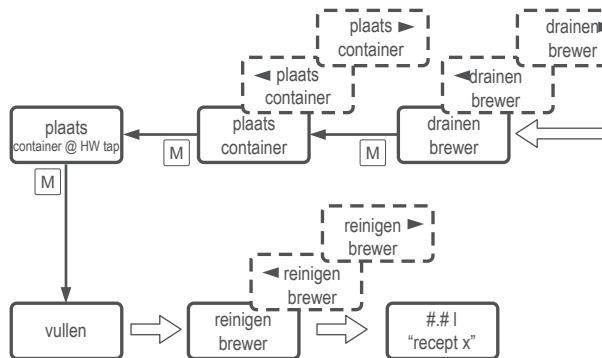 plaats ►
container
◄ plaats
container
plaats
container
M
plaats
container @ HW tap
M
drainen ►
brewer
◄ drainen
brewer
drainen
brewer
M
vullen
reinigen ►
brewer
◄ reinigen
brewer
reinigen
brewer
#.# l
“recept x”